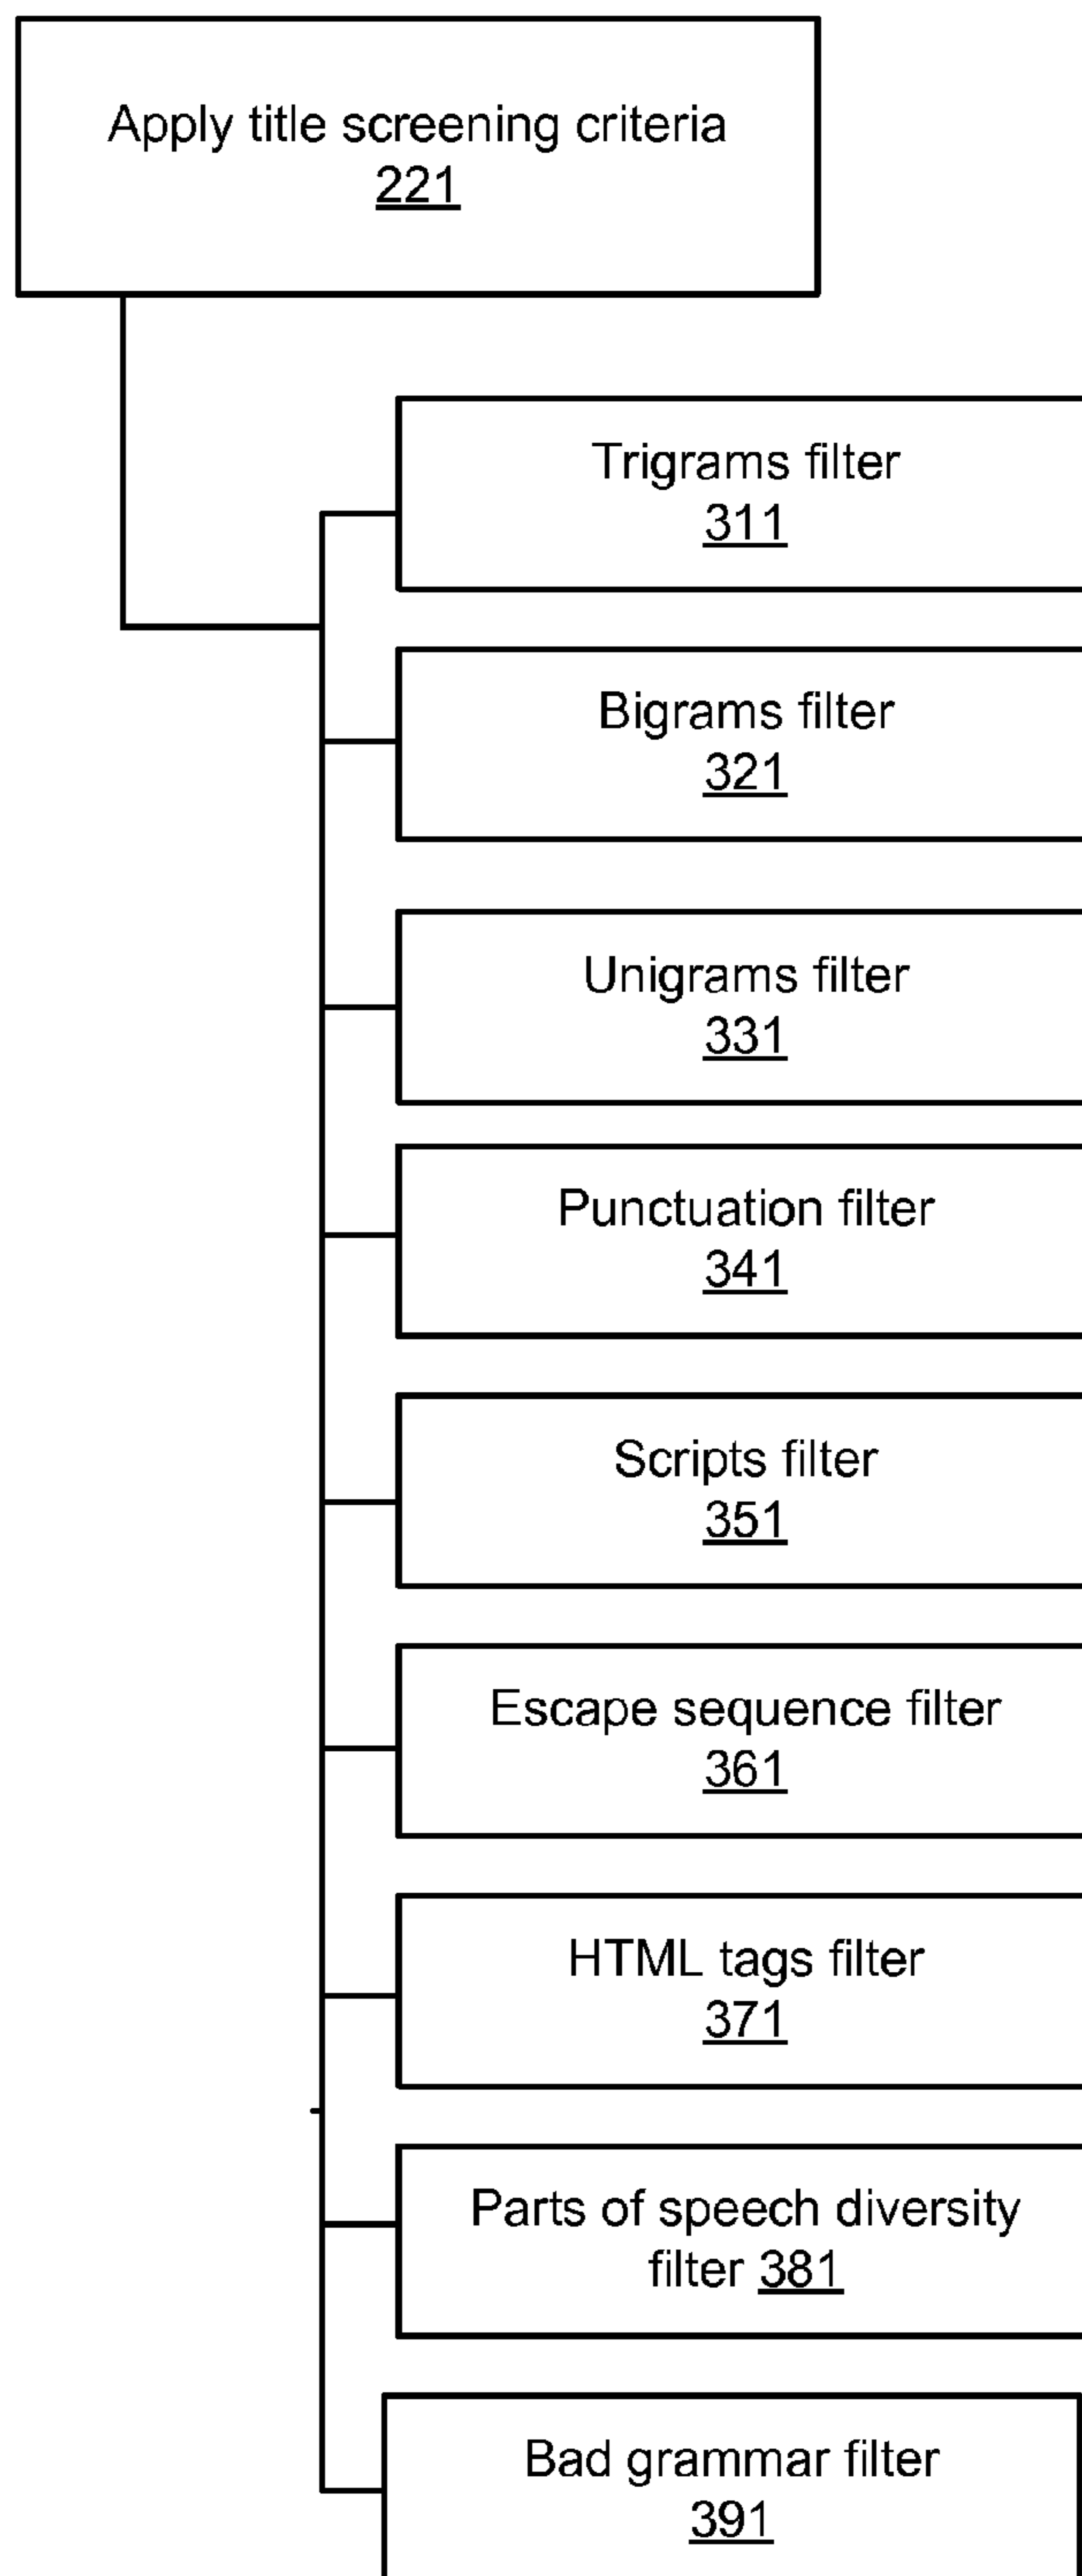 Apply title screening criteria
221
Trigrams filter
311
Bigrams filter
321
Unigrams filter
331
Punctuation filter
341
Scripts filter
351
Escape sequence filter
361
HTML tags filter
371
Parts of speech diversity
filter 381
Bad grammar filter
391